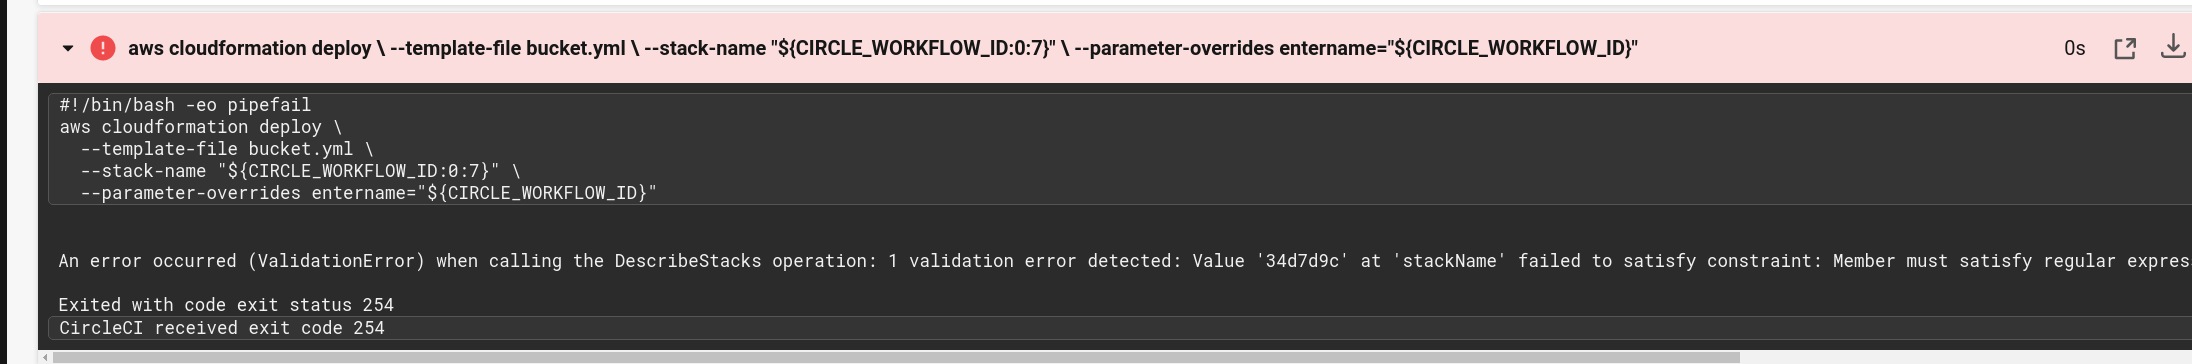 aws cloudformation deploy \ --template-file bucket.yml \ --stack-name "${CIRCLE_WORKFLOW_ID:0:7}" \ --parameter-overrides entername="${CIRCLE_WORKFLOW_ID}" 0s
#!/bin/bash -eo pipefail
aws cloudformation deploy \
  --template-file bucket.yml \
  --stack-name "${CIRCLE_WORKFLOW_ID:0:7}" \
  --parameter-overrides entername="${CIRCLE_WORKFLOW_ID}"
An error occurred (ValidationError) when calling the DescribeStacks operation: 1 validation error detected: Value '34d7d9c' at 'stackName' failed to satisfy constraint: Member must satisfy regular expres
Exited with code exit status 254
CircleCI received exit code 254